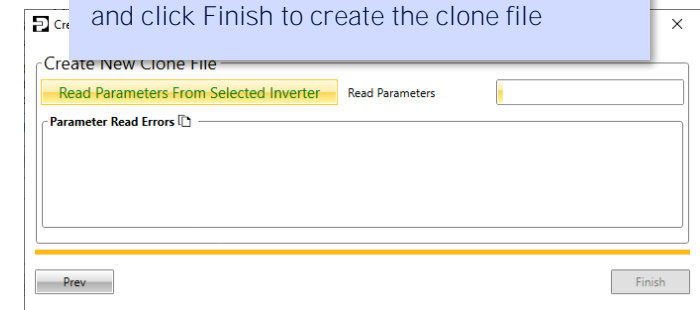 and click Finish to create the clone file
Cre
Create New Clone File
Read Parameters From Selected Inverter Read Parameters
Parameter Read Errors
Prev Finish